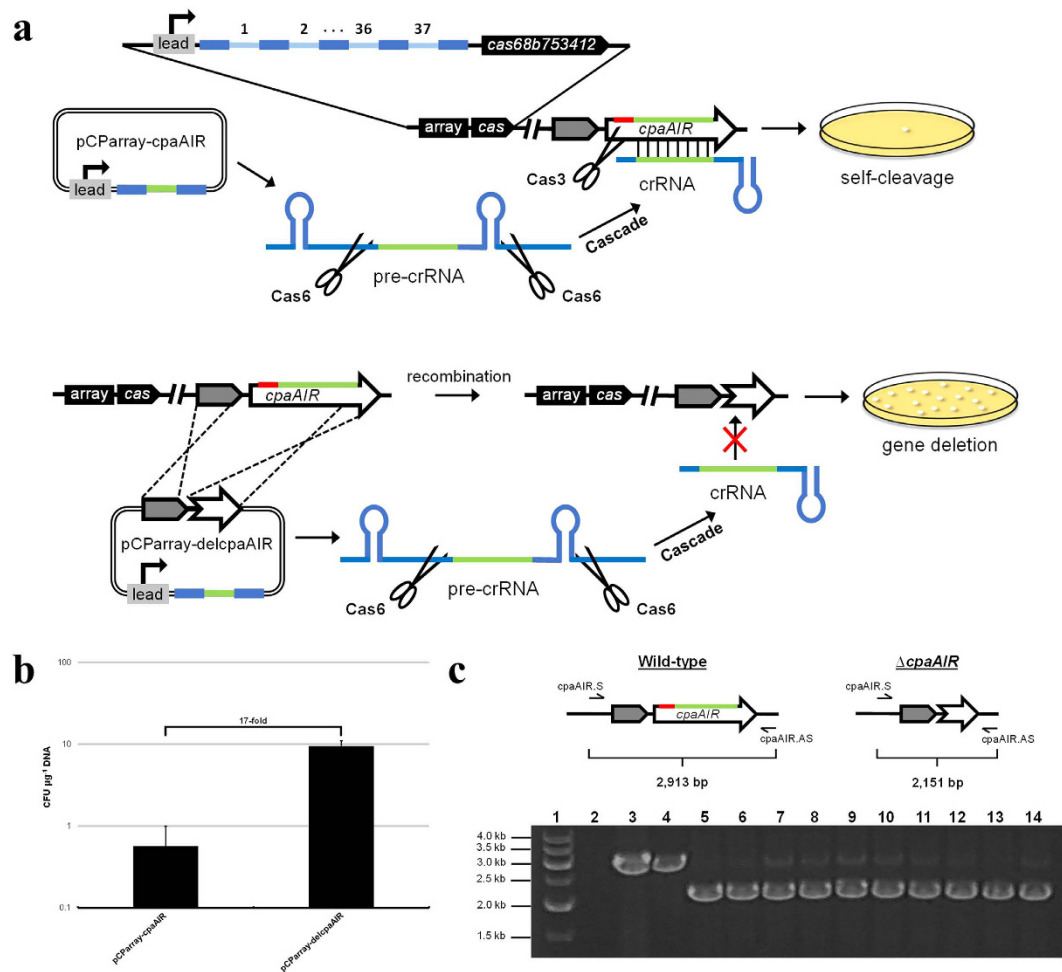 a
1 2 ... 36 37
lead
cas68b753412
pCParray-cpaAIR
lead
array cas
cpaAIR
Cas3
crRNA
self-cleavage
Cascade
pre-crRNA
Cas6
Cas6
array cas
cpaAIR
recombination
array cas
gene deletion
crRNA
pCParray-delcpaAIR
lead
Cascade
pre-crRNA
Cas6
Cas6
b
100
17-fold
10
CFU µg⁻¹ DNA
1
0.1
pCParray-cpaAIR
pCParray-delcpaAIR
c
Wild-type
ΔcpaAIR
cpaAIR.S
cpaAIR
cpaAIR.AS
cpaAIR.S
cpaAIR.AS
2,913 bp
2,151 bp
1 2 3 4 5 6 7 8 9 10 11 12 13 14
4.0 kb
3.5 kb
3.0 kb
2.5 kb
2.0 kb
1.5 kb